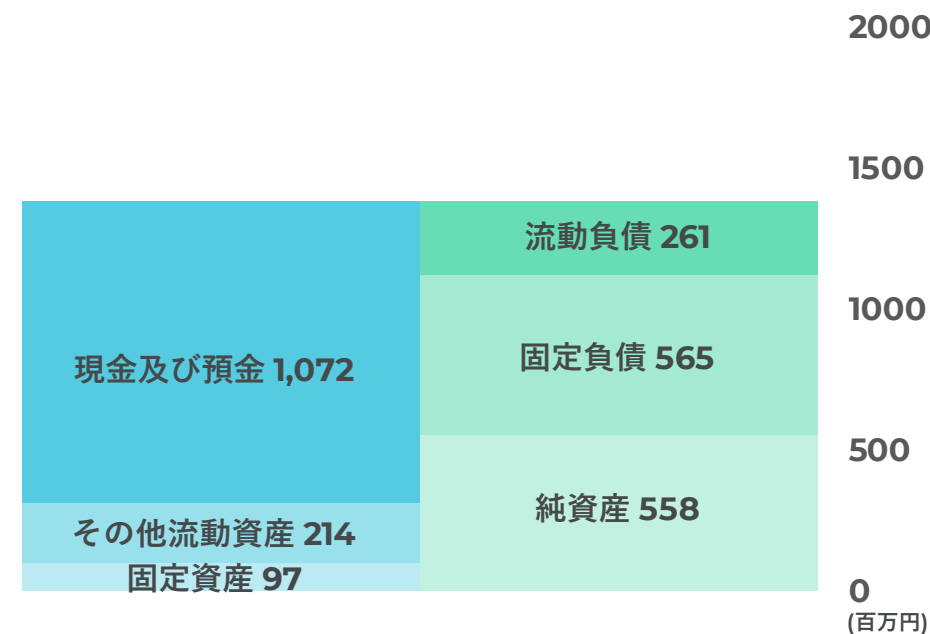 2000
1500
流動負債 261
1000
現金及び預金 1,072
固定負債 565
500
純資産 558
その他流動資産 214
固定資産 97
0
(百万円)